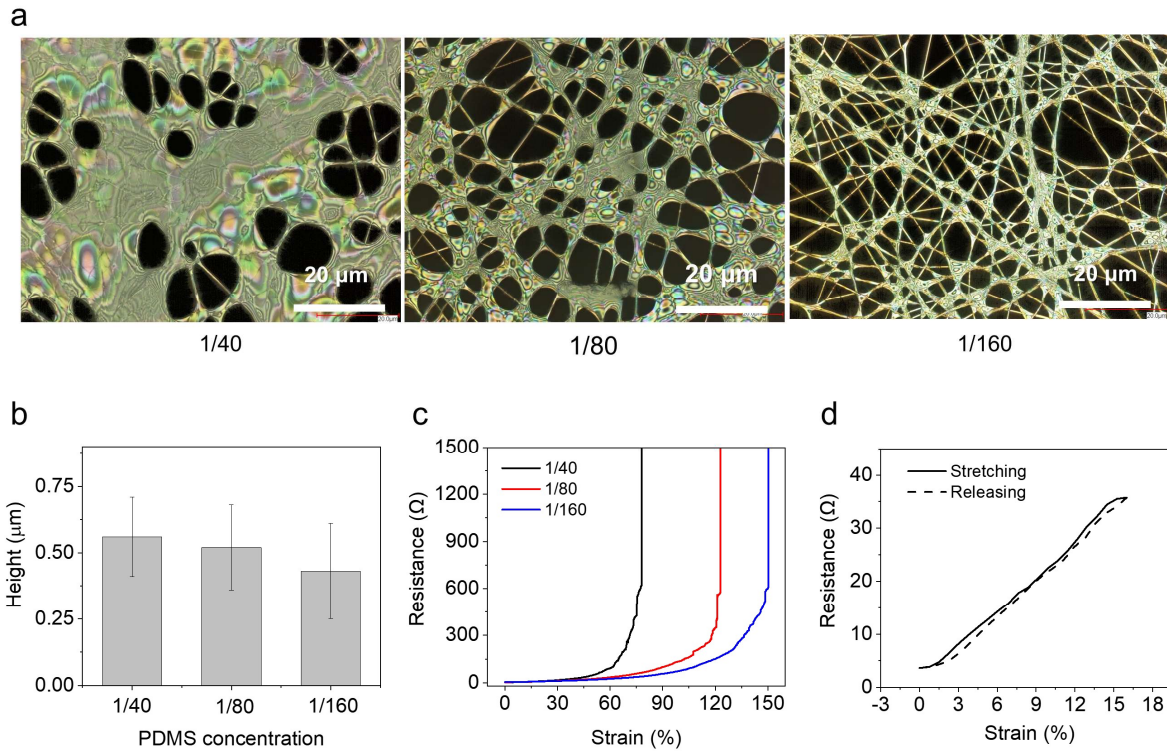 a
20 µm
20 µm
20 µm
20.0µm
1/40
1/80
1/160
b
c
d
Height (µm)
0.75
0.50
0.25
0.00
1/40
1/80
1/160
PDMS concentration
Resistance (Ω)
1500
1200
900
600
300
0
1/40
1/80
1/160
0
30
60
90
120
150
Strain (%)
Resistance (Ω)
40
30
20
10
0
Stretching
Releasing
-3
0
3
6
9
12
15
18
Strain (%)